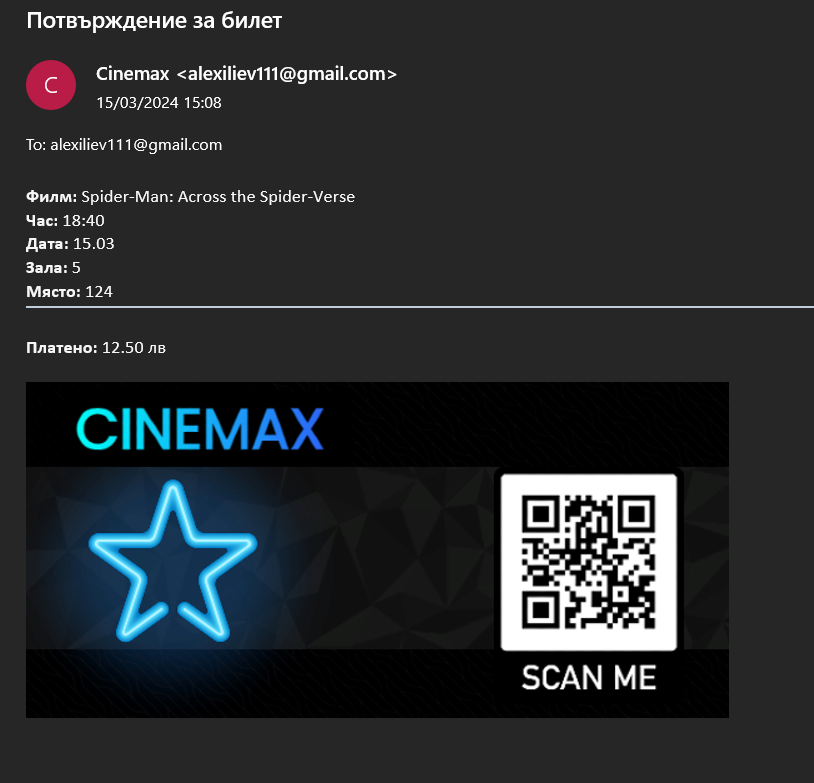 Потвърждение за билет
C
Cinemax <alexiliev111@gmail.com>
15/03/2024 15:08
To: alexiliev111@gmail.com
Филм: Spider-Man: Across the Spider-Verse
Час: 18:40
Дата: 15.03
Зала: 5
Място: 124
Платено: 12.50 лв
CINEMAX
SCAN ME